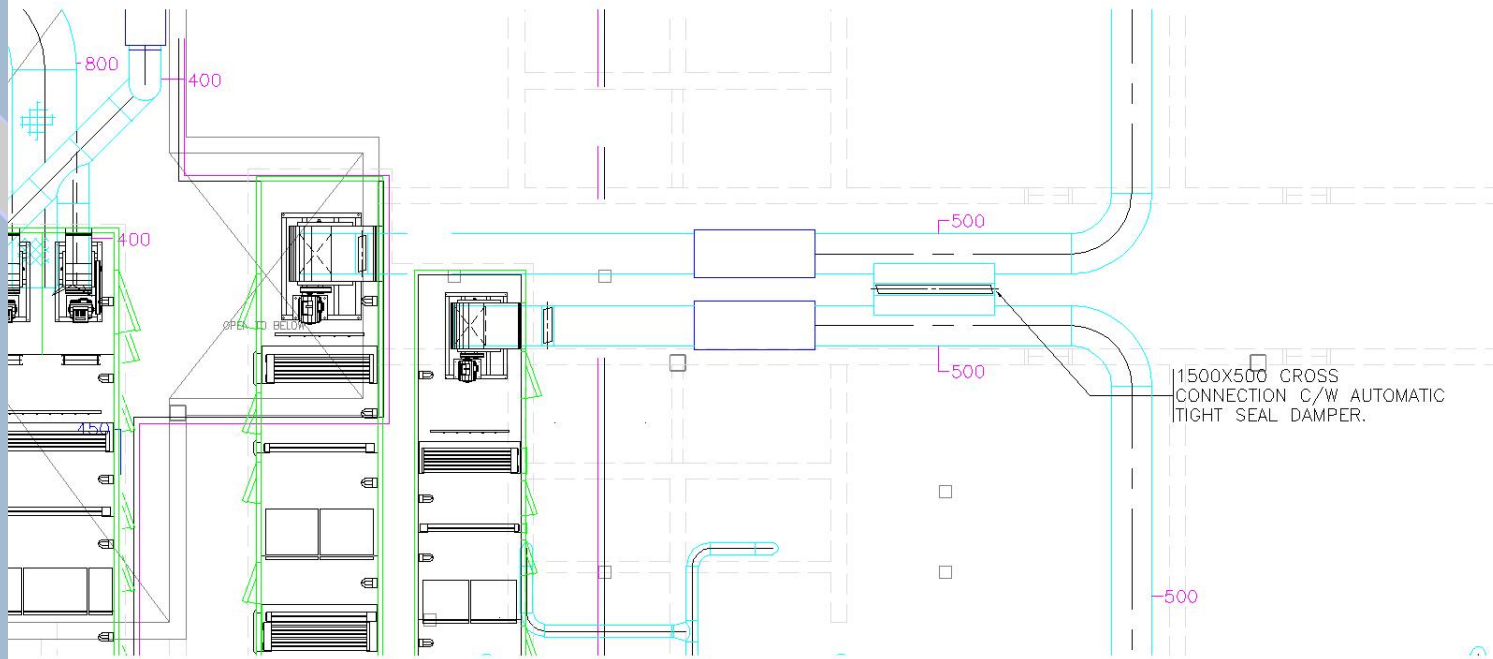 800
400
400
500
OPEN TO BELOW
500
1500X500 CROSS
CONNECTION C/W AUTOMATIC
TIGHT SEAL DAMPER.
450
500